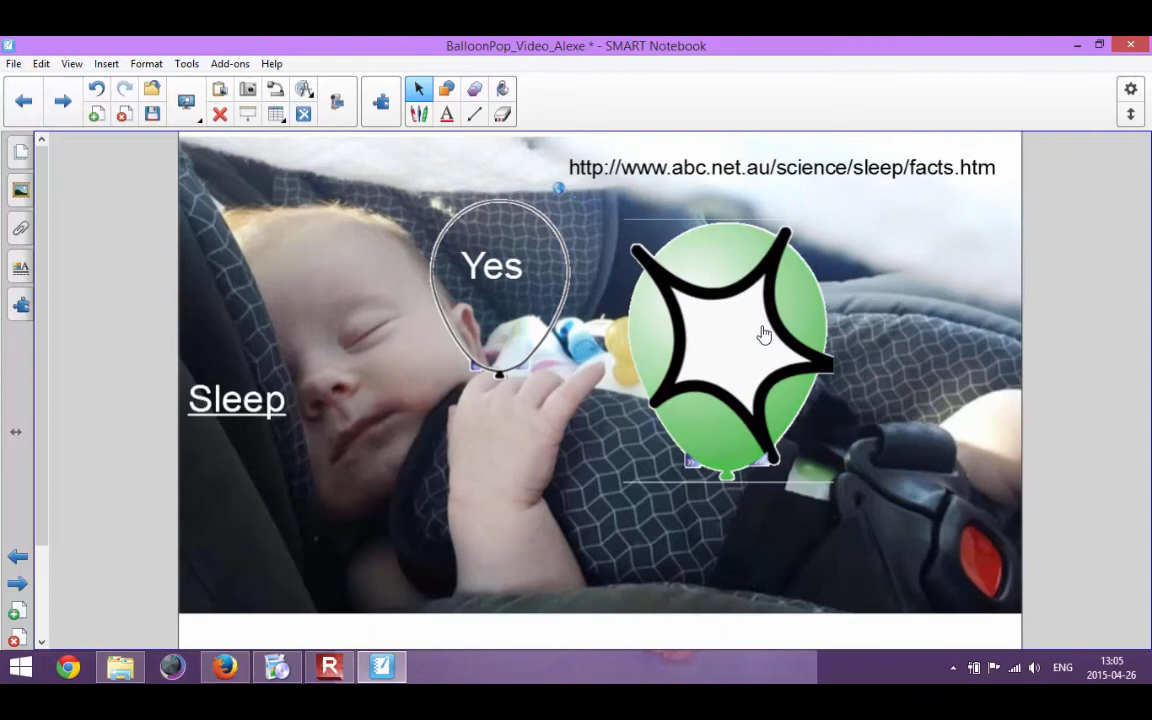 BalloonPop_Video_Alexe * - SMART Notebook
File Edit View Insert Format Tools Add-ons Help
http://www.abc.net.au/science/sleep/facts.htm
Yes
Sleep
ENG
13:05
2015-04-26